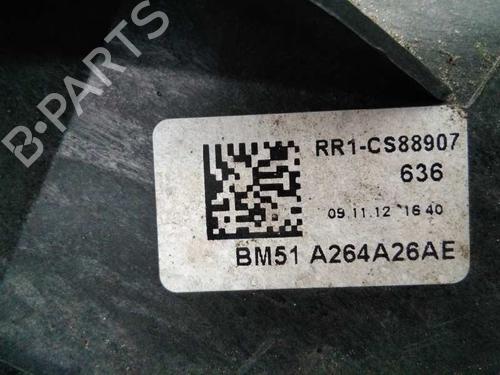 B-PARTS
RR1-CS88907
636
09.11.12 16 40
BM51 A264A26AE